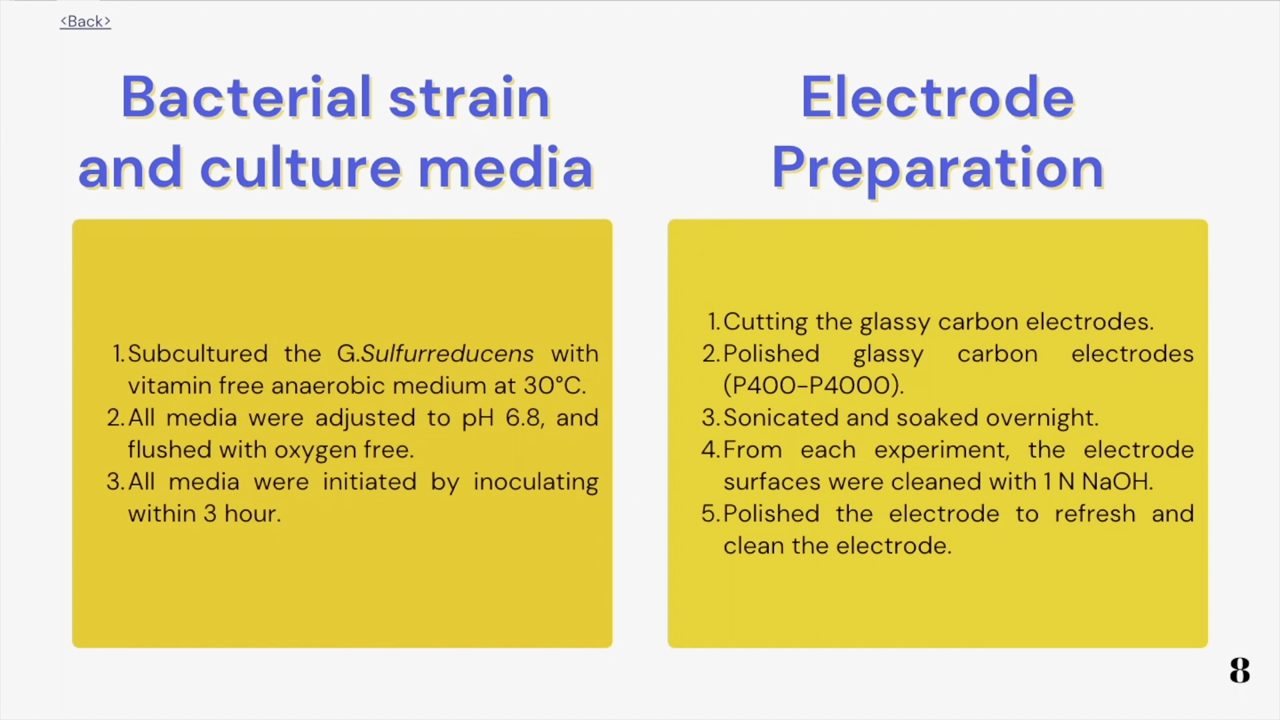 <Back>
Bacterial strain
and culture media
1.Subcultured the G.Sulfurreducens with
vitamin free anaerobic medium at 30°C.
2.All media were adjusted to pH 6.8, and
flushed with oxygen free.
3.All media were initiated by inoculating
within 3 hour.
Electrode
Preparation
1.Cutting the glassy carbon electrodes.
2.Polished glassy carbon electrodes
(P400-P4000).
3.Sonicated and soaked overnight.
4.From each experiment, the electrode
surfaces were cleaned with 1 N NaOH.
5.Polished the electrode to refresh and
clean the electrode.
8